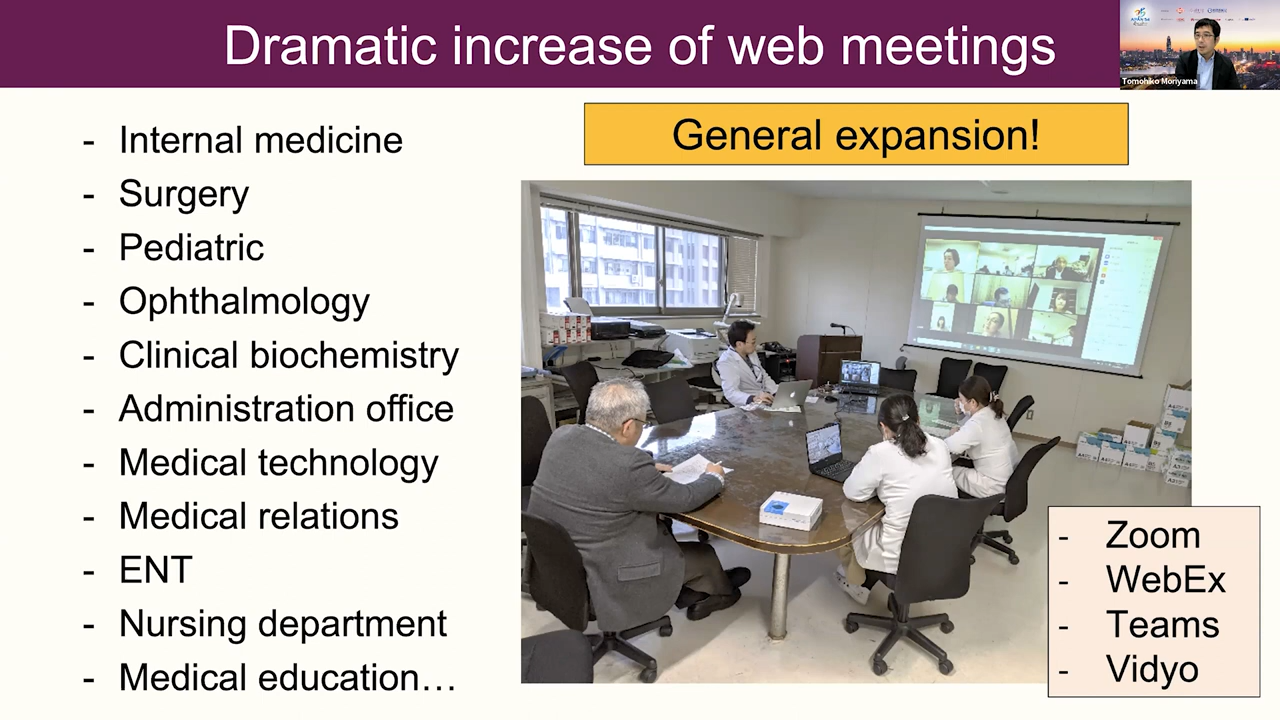 Dramatic increase of web meetings
Tomohiko Moriyama
General expansion!
- Internal medicine
- Surgery
- Pediatric
- Ophthalmology
- Clinical biochemistry
- Administration office
- Medical technology
- Medical relations
- ENT
- Nursing department
- Medical education…
- Zoom
- WebEx
- Teams
- Vidyo